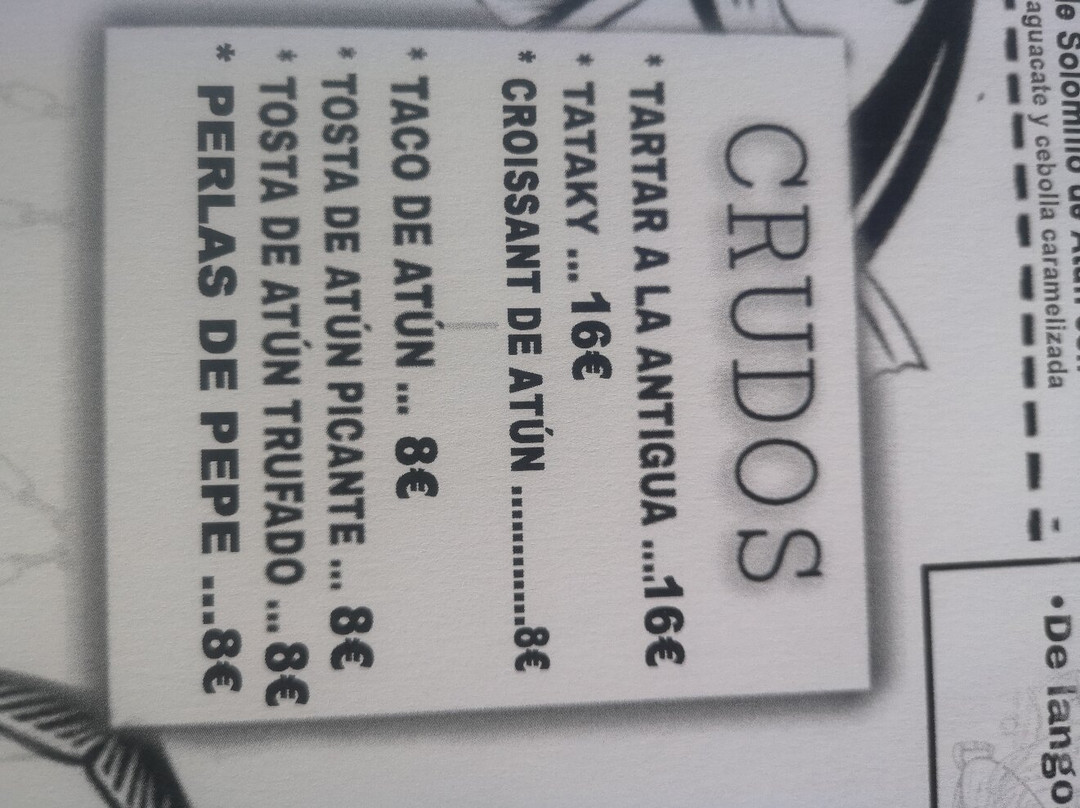 aguacate y cebolla caramelizada
CRUDOS
* TARTAR A LA ANTIGUA .....16€
* TATAKY ... 16€
* CROISSANT DE ATÚN .............8€
* TACO DE ATÚN ... 8€
* TOSTA DE ATÚN PICANTE ... 8€
* TOSTA DE ATÚN TRUFADO ... 8€
* PERLAS DE PEPE ...8€
•De lango